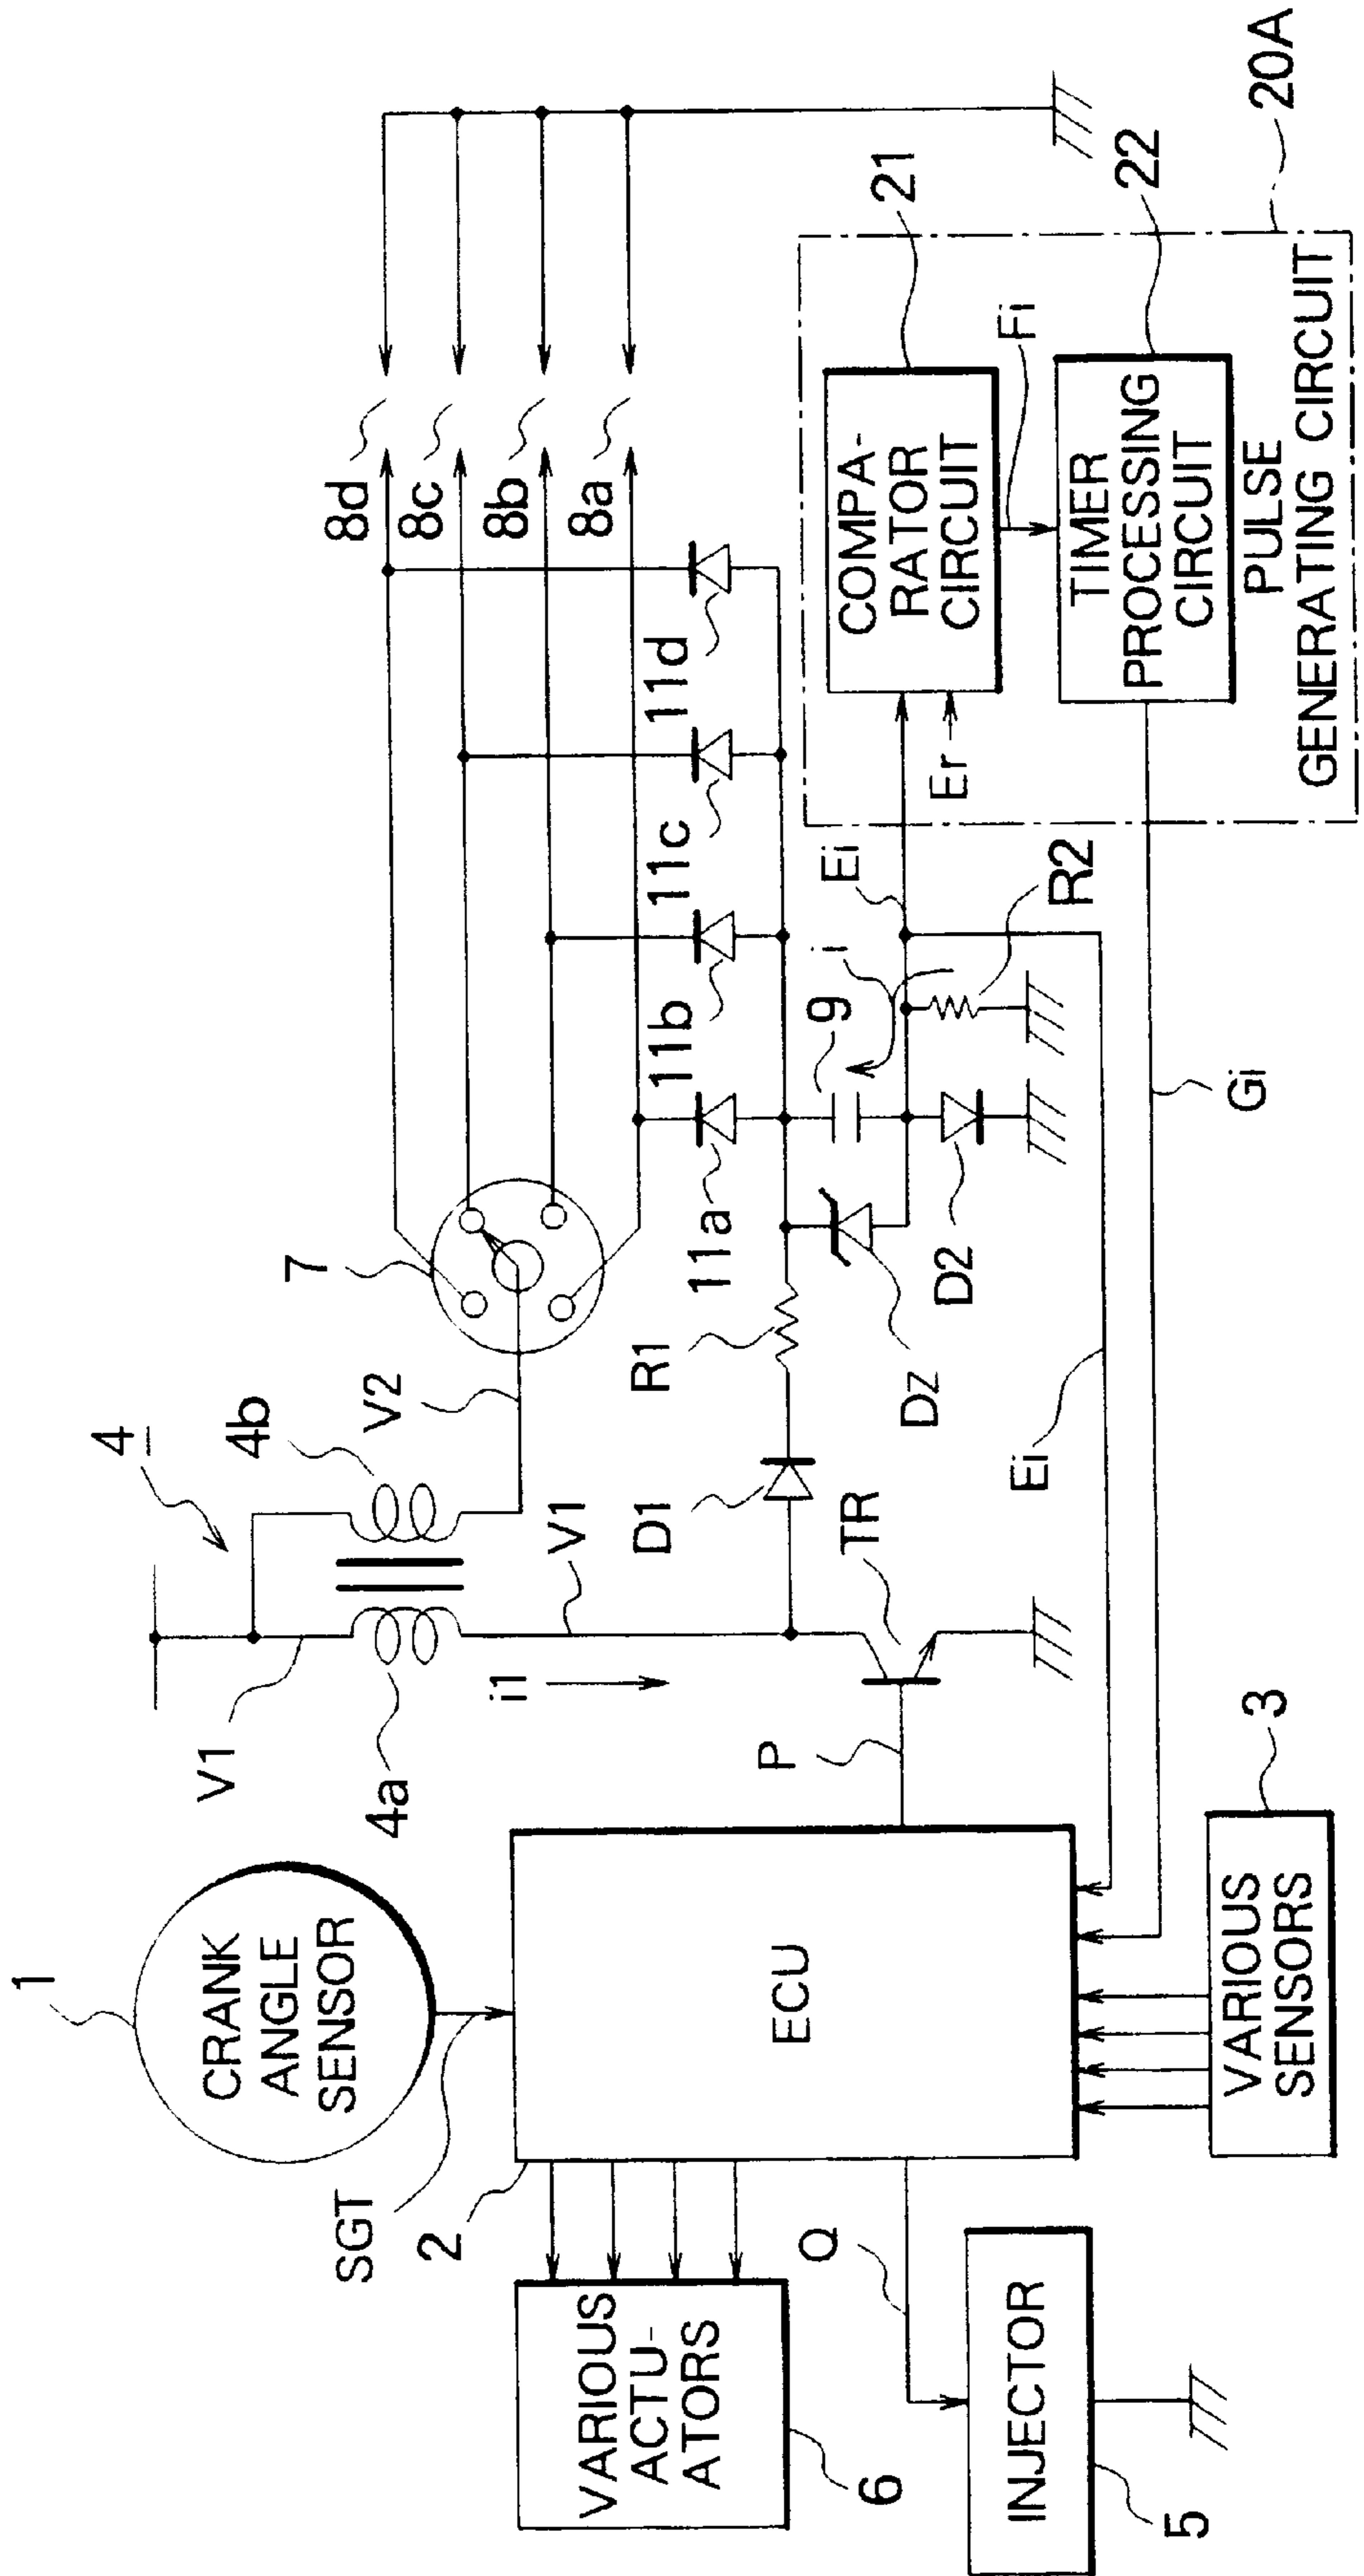 1
CRANK
ANGLE
SENSOR
SGT
2
ECU
VARIOUS
ACTU-
ATORS
6
Q
INJECTOR
5
VARIOUS
SENSORS
3
P
V1
4a
i1
4
4b
V1
V2
7
TR
D1
R1
DZ
D2
9
i
R2
Ei
Ei
Gi
11a
11b
11c
11d
8d
8c
8b
8a
Er
COMPA-
RATOR
CIRCUIT
21
Fi
TIMER
PROCESSING
CIRCUIT
22
PULSE
GENERATING CIRCUIT
20A